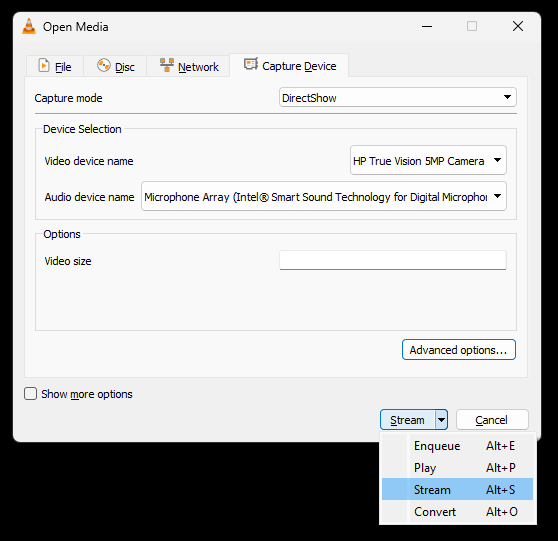 Open Media
File Disc Network Capture Device
Capture mode DirectShow
Device Selection
Video device name HP True Vision 5MP Camera
Audio device name Microphone Array (Intel® Smart Sound Technology for Digital Microphor
Options
Video size
Advanced options...
Show more options
Stream Cancel
Enqueue Alt+E
Play Alt+P
Stream Alt+S
Convert Alt+O